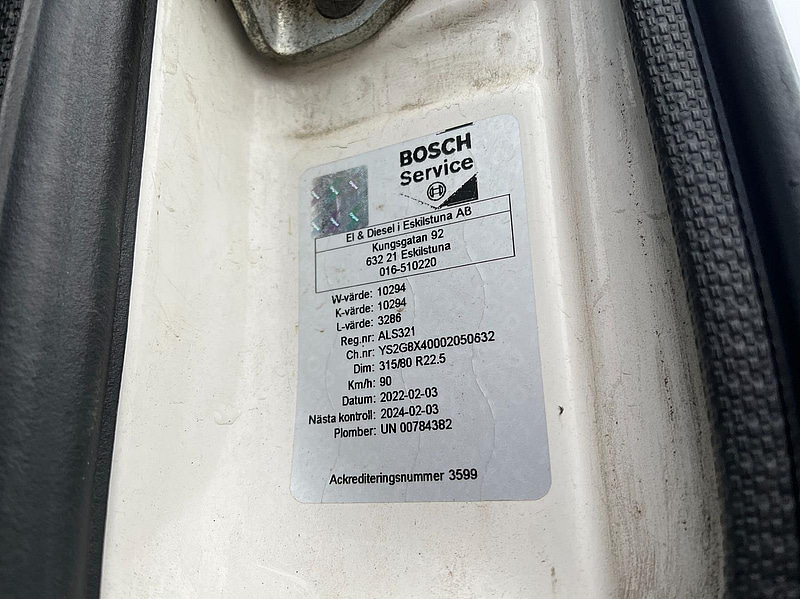 BOSCH
Service
El & Diesel i Eskilstuna AB
Kungsgatan 92
632 21 Eskilstuna
016-510220
W-värde: 10294
K-värde: 10294
L-värde: 3286
Reg.nr: ALS321
Ch.nr: YS2G8X40002050632
Dim: 315/80 R22.5
Km/h: 90
Datum: 2022-02-03
Nästa kontroll: 2024-02-03
Plomber: UN 00784382
Ackrediteringsnummer 3599